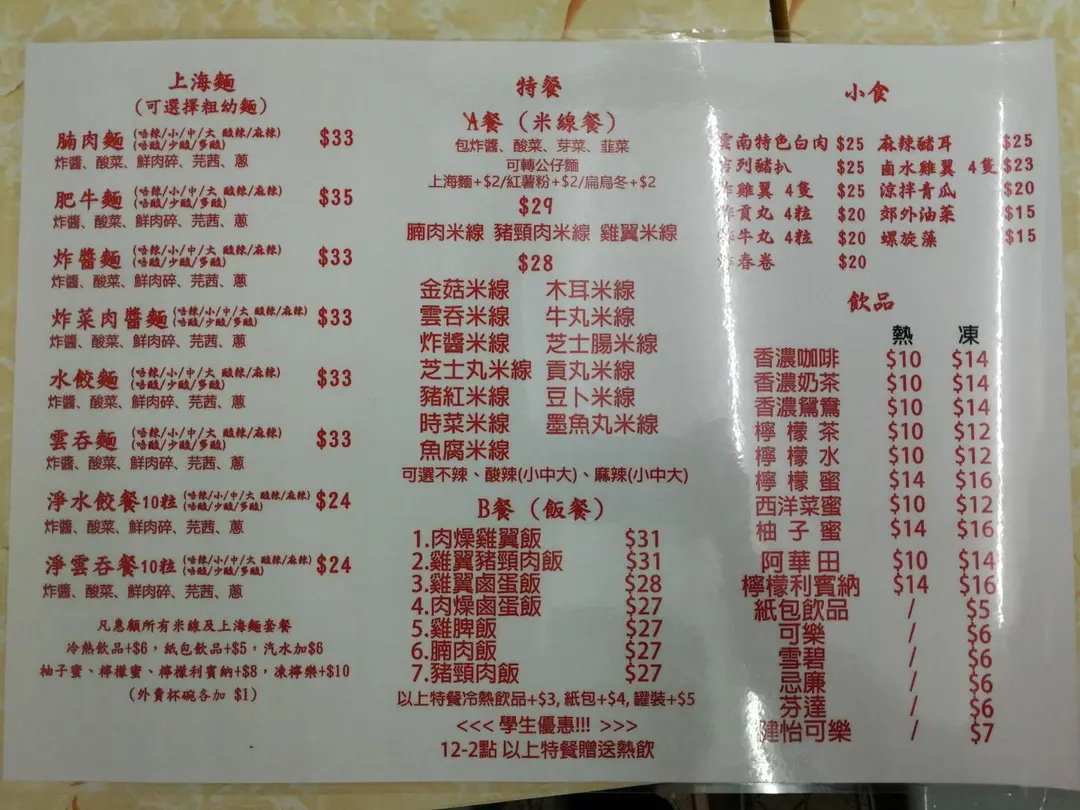 上海麵
(可選擇粗幼麵)
腩肉麵 (唔辣/小/中/大 酸辣/麻辣) $33
(唔酸/少酸/多酸)
炸醬、酸菜、鮮肉碎、芫茜、蔥
肥牛麵 (唔辣/小/中/大 酸辣/麻辣) $35
(唔酸/少酸/多酸)
炸醬、酸菜、鮮肉碎、芫茜、蔥
炸醬麵 (唔辣/小/中/大 酸辣/麻辣) $33
(唔酸/少酸/多酸)
炸醬、酸菜、鮮肉碎、芫茜、蔥
炸菜肉醬麵 (唔辣/小/中/大 酸辣/麻辣) $33
(唔酸/少酸/多酸)
炸醬、酸菜、鮮肉碎、芫茜、蔥
水餃麵 (唔辣/小/中/大 酸辣/麻辣) $33
(唔酸/少酸/多酸)
炸醬、酸菜、鮮肉碎、芫茜、蔥
雲吞麵 (唔辣/小/中/大 酸辣/麻辣) $33
(唔酸/少酸/多酸)
炸醬、酸菜、鮮肉碎、芫茜、蔥
淨水餃餐10粒 (唔辣/小/中/大 酸辣/麻辣) $24
(唔酸/少酸/多酸)
炸醬、酸菜、鮮肉碎、芫茜、蔥
淨雲吞餐10粒 (唔辣/小/中/大 酸辣/麻辣) $24
(唔酸/少酸/多酸)
炸醬、酸菜、鮮肉碎、芫茜、蔥
凡惠顧所有米線及上海麵套餐
冷熱飲品+$6,紙包飲品+$5,汽水加$6
柚子蜜、檸檬蜜、檸檬利賓納+$8,凍檸樂+$10
(外賣杯碗各加 $1)
特餐
A餐 (米線餐)
包炸醬、酸菜、芽菜、韮菜
可轉公仔麵
上海麵+$2/紅薯粉+$2/扁烏冬+$2
$29
腩肉米線 豬頸肉米線 雞翼米線
$28
金菇米線 木耳米線
雲吞米線 牛丸米線
炸醬米線 芝士腸米線
芝士丸米線 貢丸米線
豬紅米線 豆卜米線
時菜米線 墨魚丸米線
魚腐米線
可選不辣、酸辣(小中大)、麻辣(小中大)
B餐 (飯餐)
1.肉燥雞翼飯 $31
2.雞翼豬頸肉飯 $31
3.雞翼鹵蛋飯 $28
4.肉燥鹵蛋飯 $27
5.雞脾飯 $27
6.腩肉飯 $27
7.豬頸肉飯 $27
以上特餐冷熱飲品+$3, 紙包+$4, 罐裝+$5
<<< 學生優惠!!! >>>
12-2點 以上特餐贈送熱飲
小食
雲南特色白肉 $25 麻辣豬耳 $25
吉列豬扒 $25 鹵水雞翼 4隻 $23
炸雞翼 4隻 $25 涼拌青瓜 $20
炸貢丸 4粒 $20 郊外油菜 $15
炸牛丸 4粒 $20 螺旋藻 $15
炸春卷 $20
飲品
熱 凍
香濃咖啡 $10 $14
香濃奶茶 $10 $14
香濃鴛鴦 $10 $14
檸檬茶 $10 $12
檸檬水 $10 $12
檸檬蜜 $14 $16
西洋菜蜜 $10 $12
柚子蜜 $14 $16
阿華田 $10 $14
檸檬利賓納 $14 $16
紙包飲品 / $5
可樂 / $6
雪碧 / $6
忌廉 / $6
芬達 / $6
健怡可樂 / $7